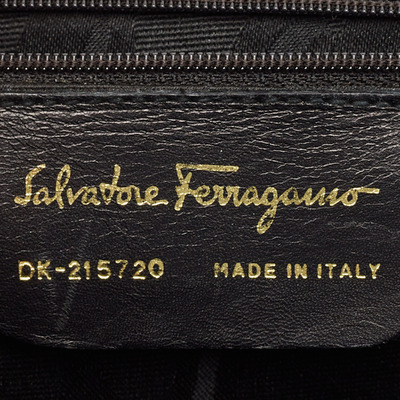 Salvatore Ferragamo
DK-215720 MADE IN ITALY